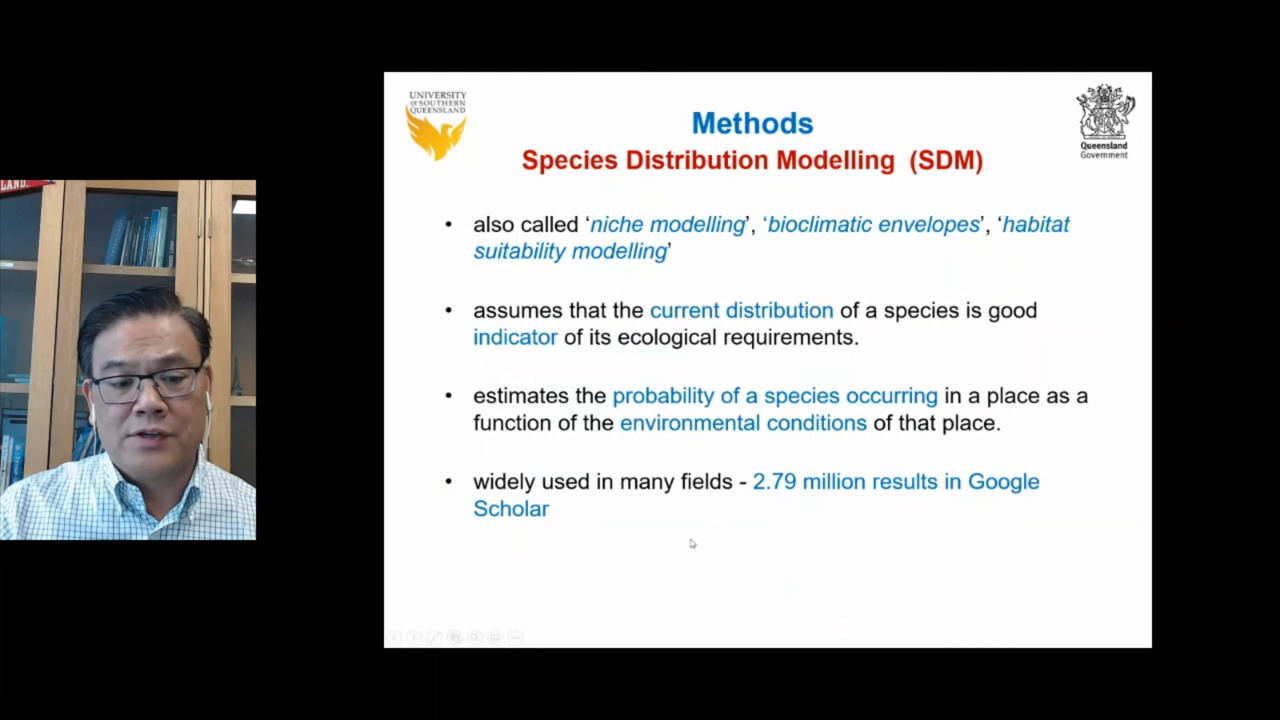 LAND.
UNIVERSITY
OF SOUTHERN
QUEENSLAND
Methods
Queensland
Government
Species Distribution Modelling (SDM)
• also called ‘niche modelling’, ‘bioclimatic envelopes’, ‘habitat
suitability modelling’
• assumes that the current distribution of a species is good
indicator of its ecological requirements.
• estimates the probability of a species occurring in a place as a
function of the environmental conditions of that place.
• widely used in many fields - 2.79 million results in Google
Scholar